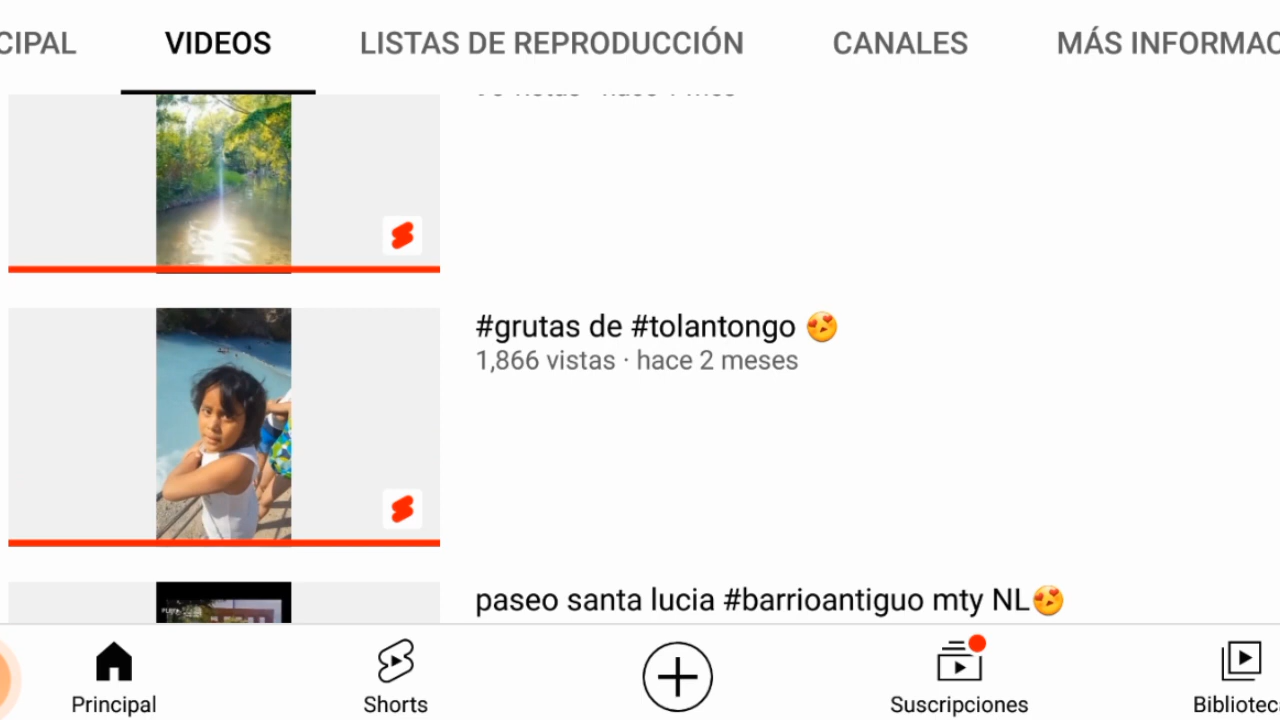 CIPAL VIDEOS LISTAS DE REPRODUCCIÓN CANALES MÁS INFORMAC
#grutas de #tolantongo 😍
1,866 vistas · hace 2 meses
paseo santa lucia #barrioantiguo mty NL😍
Principal Shorts Suscripciones Bibliotec